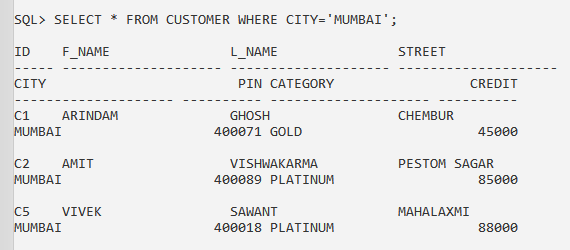 SQL> SELECT * FROM CUSTOMER WHERE CITY='MUMBAI';
ID F_NAME L_NAME STREET
----- -------------------- -------------------- --------------------
CITY PIN CATEGORY CREDIT
-------------------- ---------- -------------------- ----------
C1 ARINDAM GHOSH CHEMBUR
MUMBAI 400071 GOLD 45000
C2 AMIT VISHWAKARMA PESTOM SAGAR
MUMBAI 400089 PLATINUM 85000
C5 VIVEK SAWANT MAHALAXMI
MUMBAI 400018 PLATINUM 88000